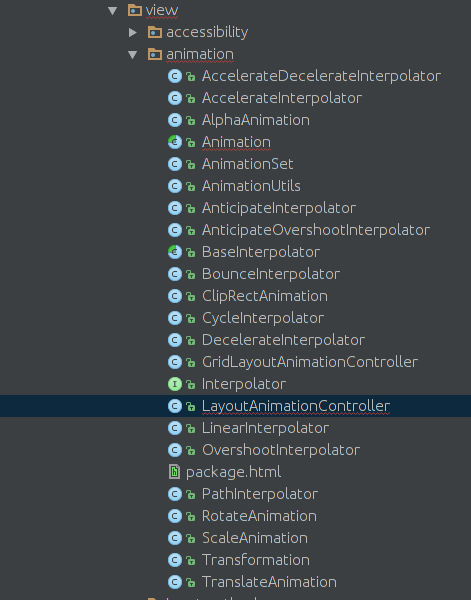 view
accessibility
animation
AccelerateDecelerateInterpolator
AccelerateInterpolator
AlphaAnimation
Animation
AnimationSet
AnimationUtils
AnticipateInterpolator
AnticipateOvershootInterpolator
BaseInterpolator
BounceInterpolator
ClipRectAnimation
CycleInterpolator
DecelerateInterpolator
GridLayoutAnimationController
Interpolator
LayoutAnimationController
LinearInterpolator
OvershootInterpolator
package.html
PathInterpolator
RotateAnimation
ScaleAnimation
Transformation
TranslateAnimation